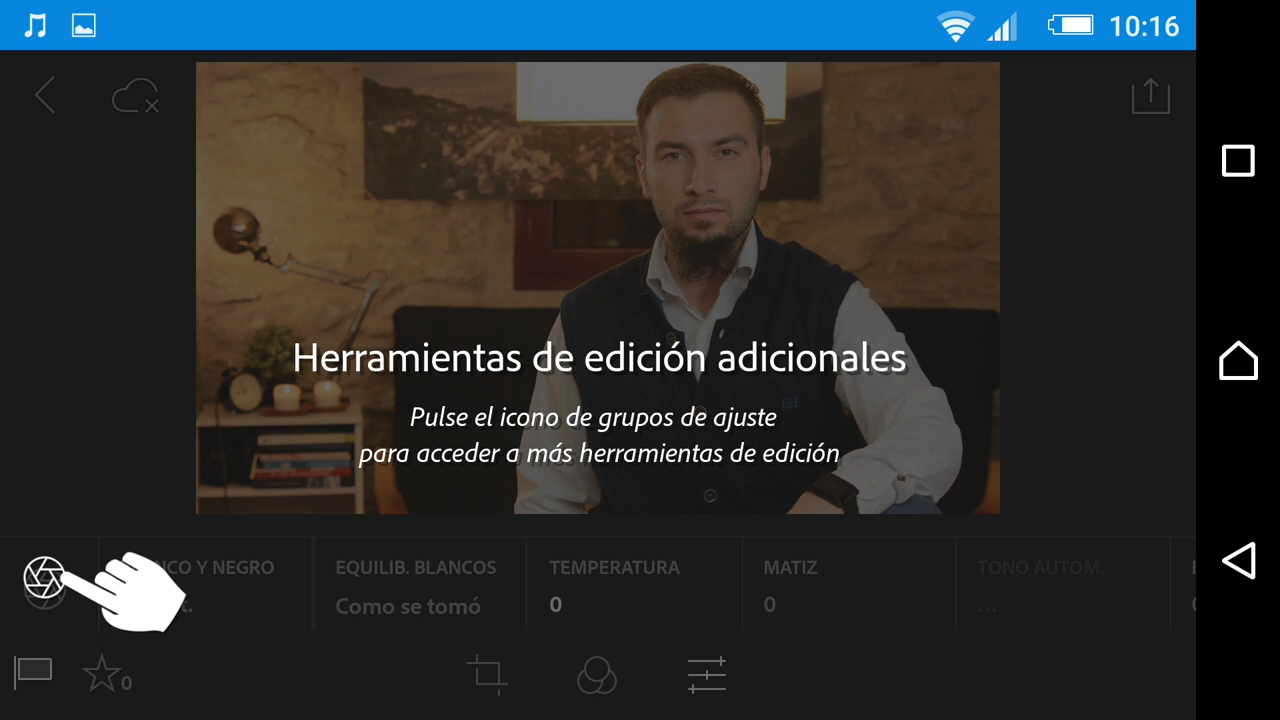 10:16
Herramientas de edición adicionales
Pulse el icono de grupos de ajuste
para acceder a más herramientas de edición
NCO Y NEGRO
EQUILIB. BLANCOS
TEMPERATURA
MATIZ
TONO AUTOM.
Como se tomó
0
0
...
0
BH